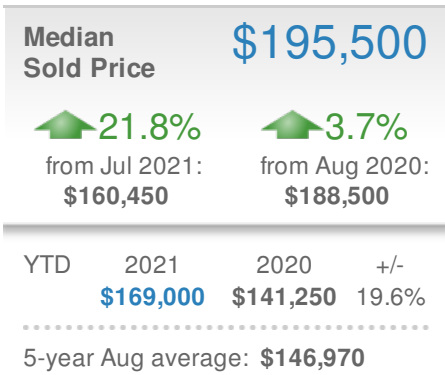 Median $195,500
Sold Price
21.8% 3.7%
from Jul 2021: from Aug 2020:
$160,450 $188,500
YTD 2021 2020 +/-
$169,000 $141,250 19.6%
5-year Aug average: $146,970